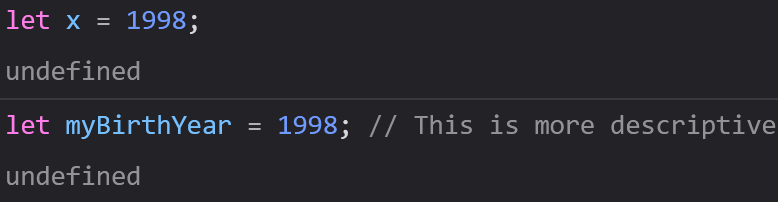 let x = 1998;
undefined
let myBirthYear = 1998; // This is more descriptive
undefined